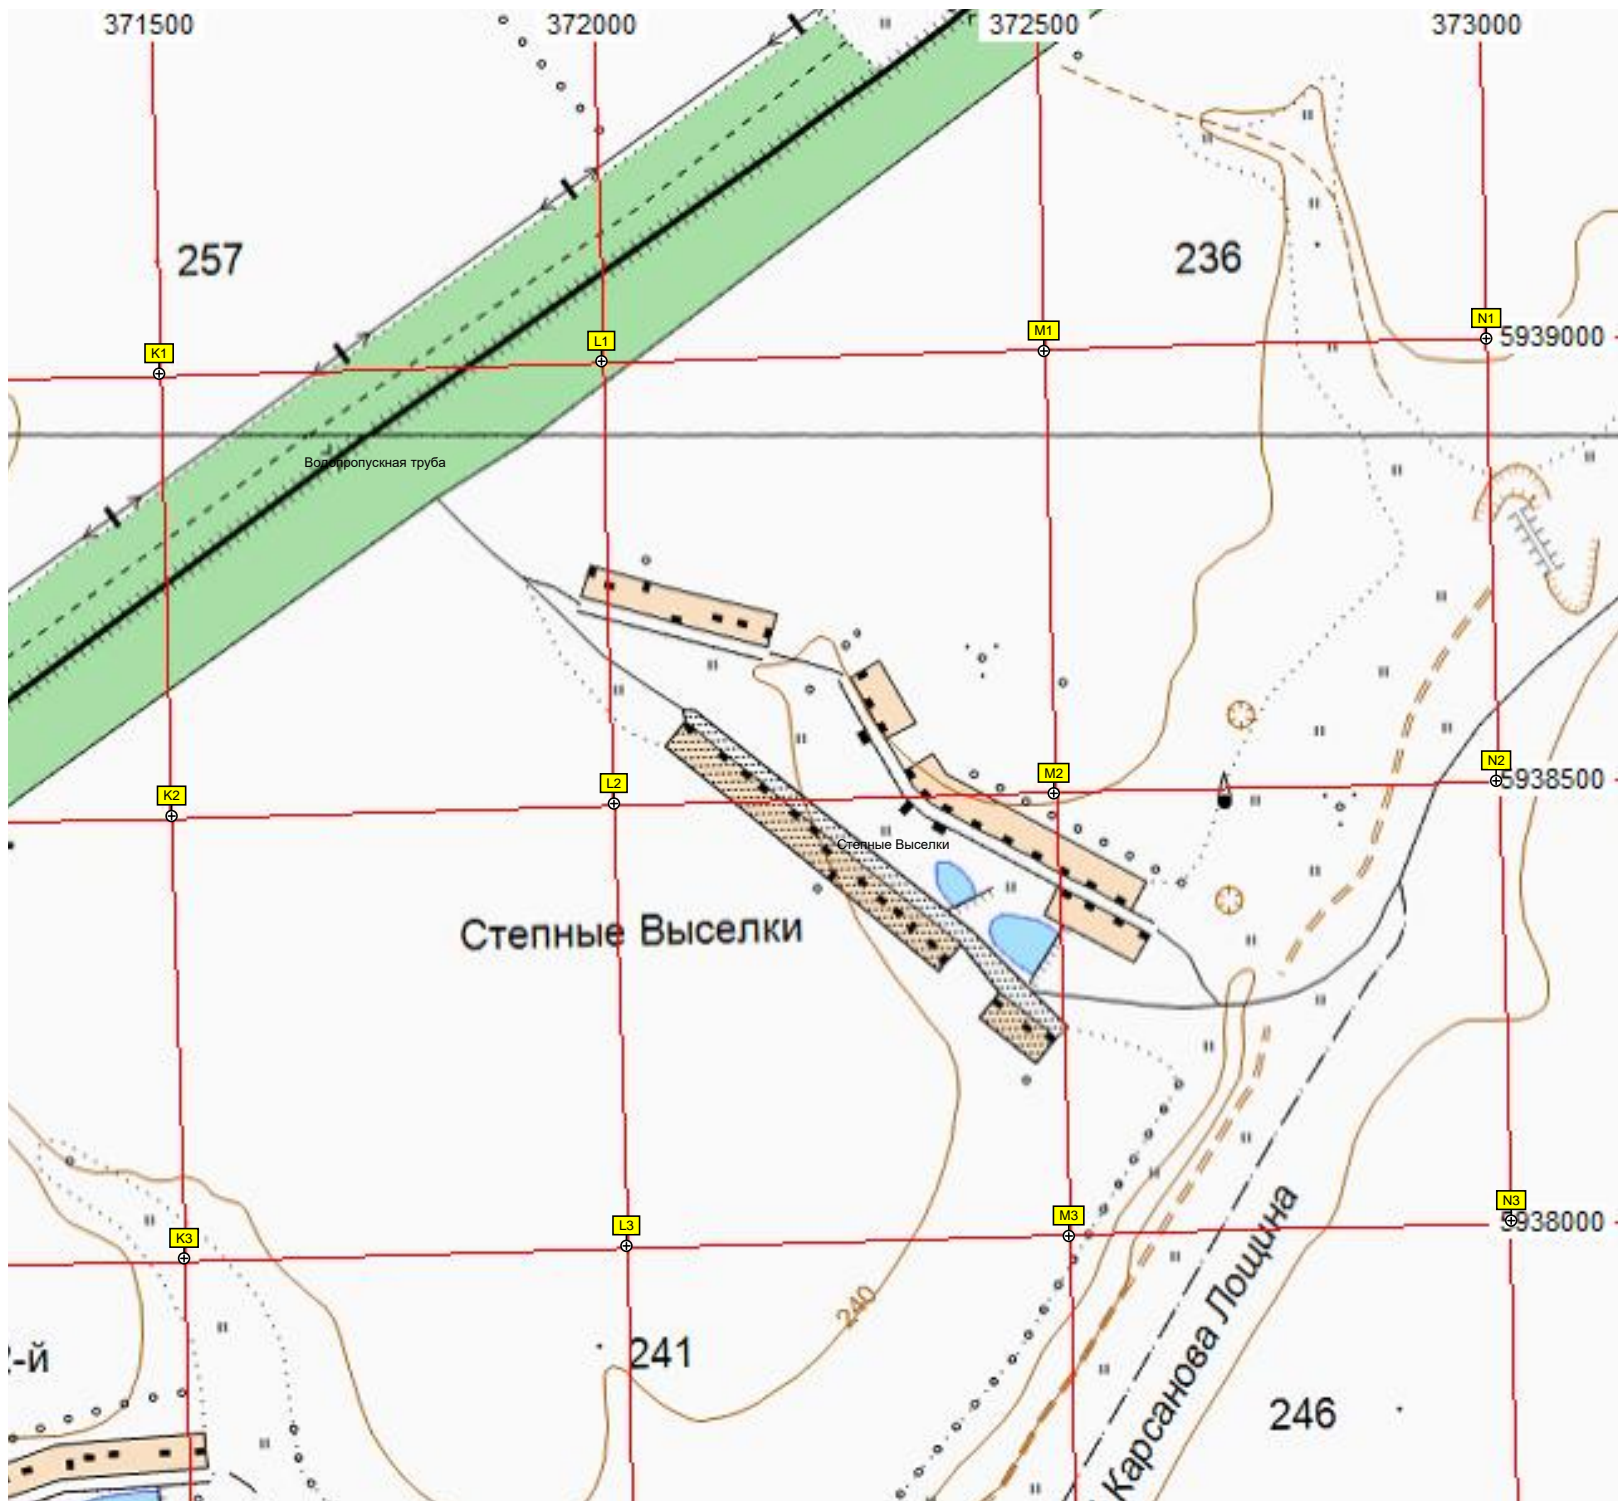 371500 372000 372500 373000
257
236
K1 L1 M1 N1
5939000
Водопропускная труба
K2 L2 M2 N2
5938500
Степные Выселки
Степные Выселки
K3 L3 M3 N3
5938000
Карсанова Лощина
240
241
-й
246